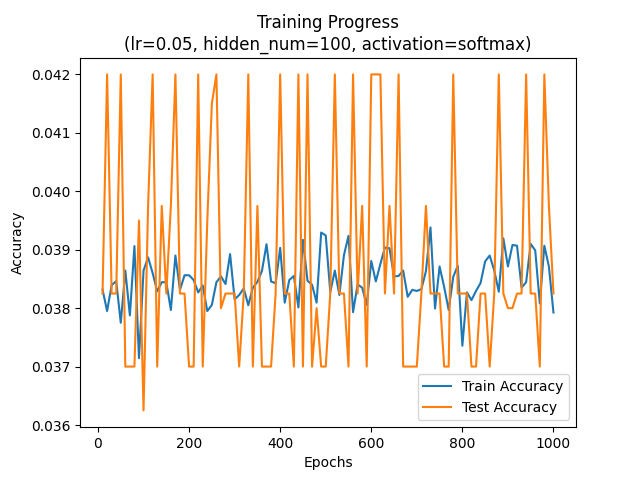 Training Progress
(lr=0.05, hidden_num=100, activation=softmax)
0.042
0.041
0.040
0.039
0.038
0.037
0.036
Accuracy
Train Accuracy
Test Accuracy
0 200 400 600 800 1000
Epochs